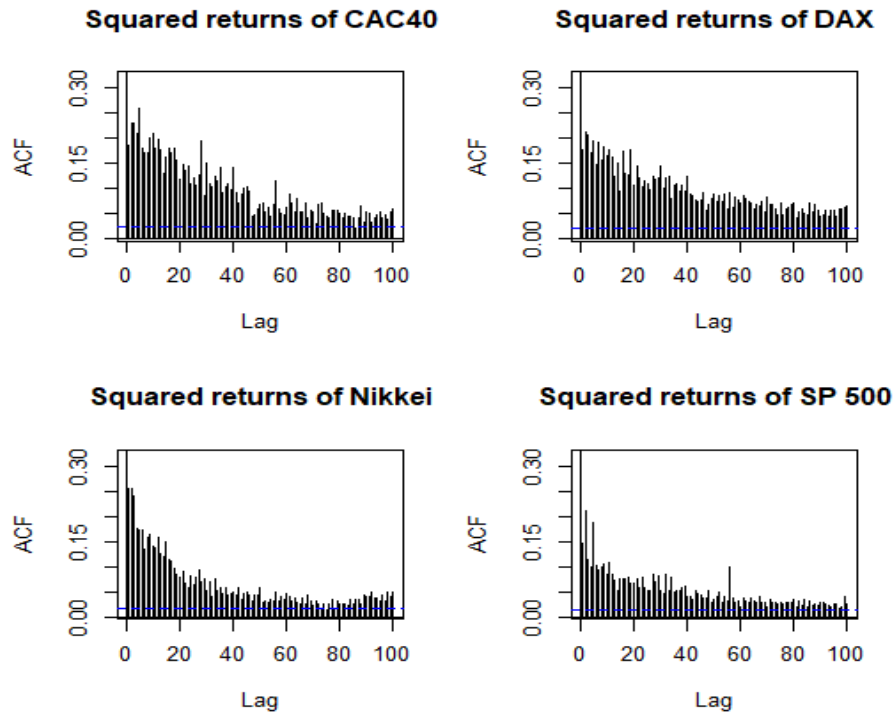 Squared returns of CAC40
ACF
0.00 0.15 0.30
0 20 40 60 80 100
Lag
Squared returns of DAX
ACF
0.00 0.15 0.30
0 20 40 60 80 100
Lag
Squared returns of Nikkei
ACF
0.00 0.15 0.30
0 20 40 60 80 100
Lag
Squared returns of SP 500
ACF
0.00 0.15 0.30
0 20 40 60 80 100
Lag